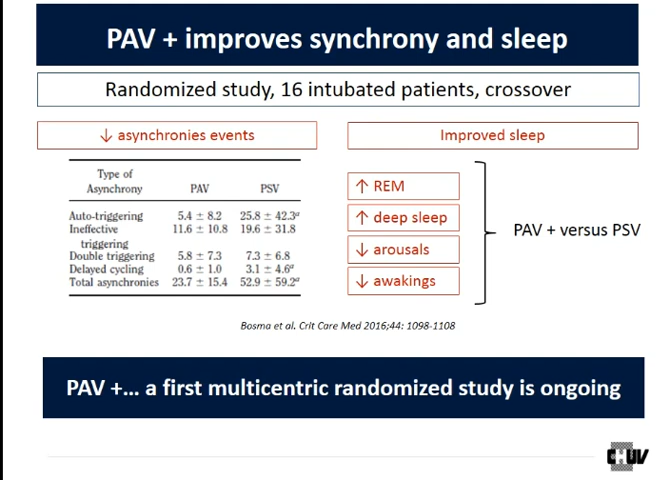 PAV + improves synchrony and sleep
Randomized study, 16 intubated patients, crossover
↓ asynchronies events
Improved sleep
Type of
Asynchrony PAV PSV
Auto-triggering 5.4 ± 8.2 25.8 ± 42.3ᵃ
Ineffective 11.6 ± 10.8 19.6 ± 31.8
triggering
Double triggering 5.8 ± 7.3 7.3 ± 6.8
Delayed cycling 0.6 ± 1.0 3.1 ± 4.6ᵃ
Total asynchronies 23.7 ± 15.4 52.9 ± 59.2ᵃ
↑ REM
↑ deep sleep
↓ arousals
↓ awakings
PAV + versus PSV
Bosma et al. Crit Care Med 2016;44: 1098-1108
PAV +... a first multicentric randomized study is ongoing
CHUV